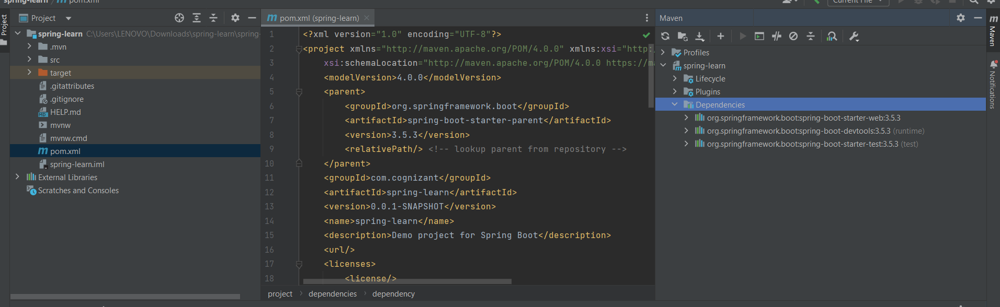 spring-learn / m pom.xml
Current File
Project
Project
spring-learn C:\Users\LENOVO\Downloads\spring-learn\spring-
.mvn
src
target
.gitattributes
.gitignore
HELP.md
mvnw
mvnw.cmd
pom.xml
spring-learn.iml
External Libraries
Scratches and Consoles
pom.xml (spring-learn)
1 <?xml version="1.0" encoding="UTF-8"?>
2 <project xmlns="http://maven.apache.org/POM/4.0.0" xmlns:xsi="http:
3 xsi:schemaLocation="http://maven.apache.org/POM/4.0.0 https://ma
4 <modelVersion>4.0.0</modelVersion>
5 <parent>
6 <groupId>org.springframework.boot</groupId>
7 <artifactId>spring-boot-starter-parent</artifactId>
8 <version>3.5.3</version>
9 <relativePath/> <!-- lookup parent from repository -->
10 </parent>
11 <groupId>com.cognizant</groupId>
12 <artifactId>spring-learn</artifactId>
13 <version>0.0.1-SNAPSHOT</version>
14 <name>spring-learn</name>
15 <description>Demo project for Spring Boot</description>
16 <url/>
17 <licenses>
18 <license/>
project > dependencies > dependency
Maven
Profiles
spring-learn
Lifecycle
Plugins
Dependencies
org.springframework.boot:spring-boot-starter-web:3.5.3
org.springframework.boot:spring-boot-devtools:3.5.3 (runtime)
org.springframework.boot:spring-boot-starter-test:3.5.3 (test)
m Maven
Notifications